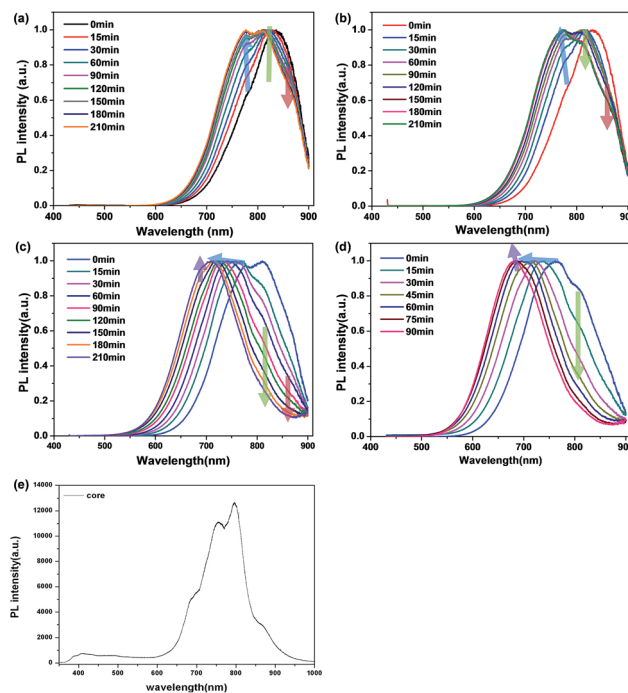 (a)
0min
15min
30min
60min
90min
120min
150min
180min
210min
PL intensity (a.u.)
1.0
0.8
0.6
0.4
0.2
0.0
400 500 600 700 800 900
Wavelength (nm)
(b)
0min
15min
30min
60min
90min
120min
150min
180min
210min
PL intensity (a.u.)
1.0
0.8
0.6
0.4
0.2
0.0
400 500 600 700 800 900
Wavelength (nm)
(c)
0min
15min
30min
60min
90min
120min
150min
180min
210min
PL intensity (a.u.)
1.0
0.8
0.6
0.4
0.2
0.0
400 500 600 700 800 900
Wavelength(nm)
(d)
0min
15min
30min
45min
60min
75min
90min
PL intensity (a.u.)
1.0
0.8
0.6
0.4
0.2
0.0
400 500 600 700 800 900
Wavelength(nm)
(e)
core
PL intensity(a.u.)
14000
12000
10000
8000
6000
4000
2000
0
400 500 600 700 800 900 1000
wavelength(nm)